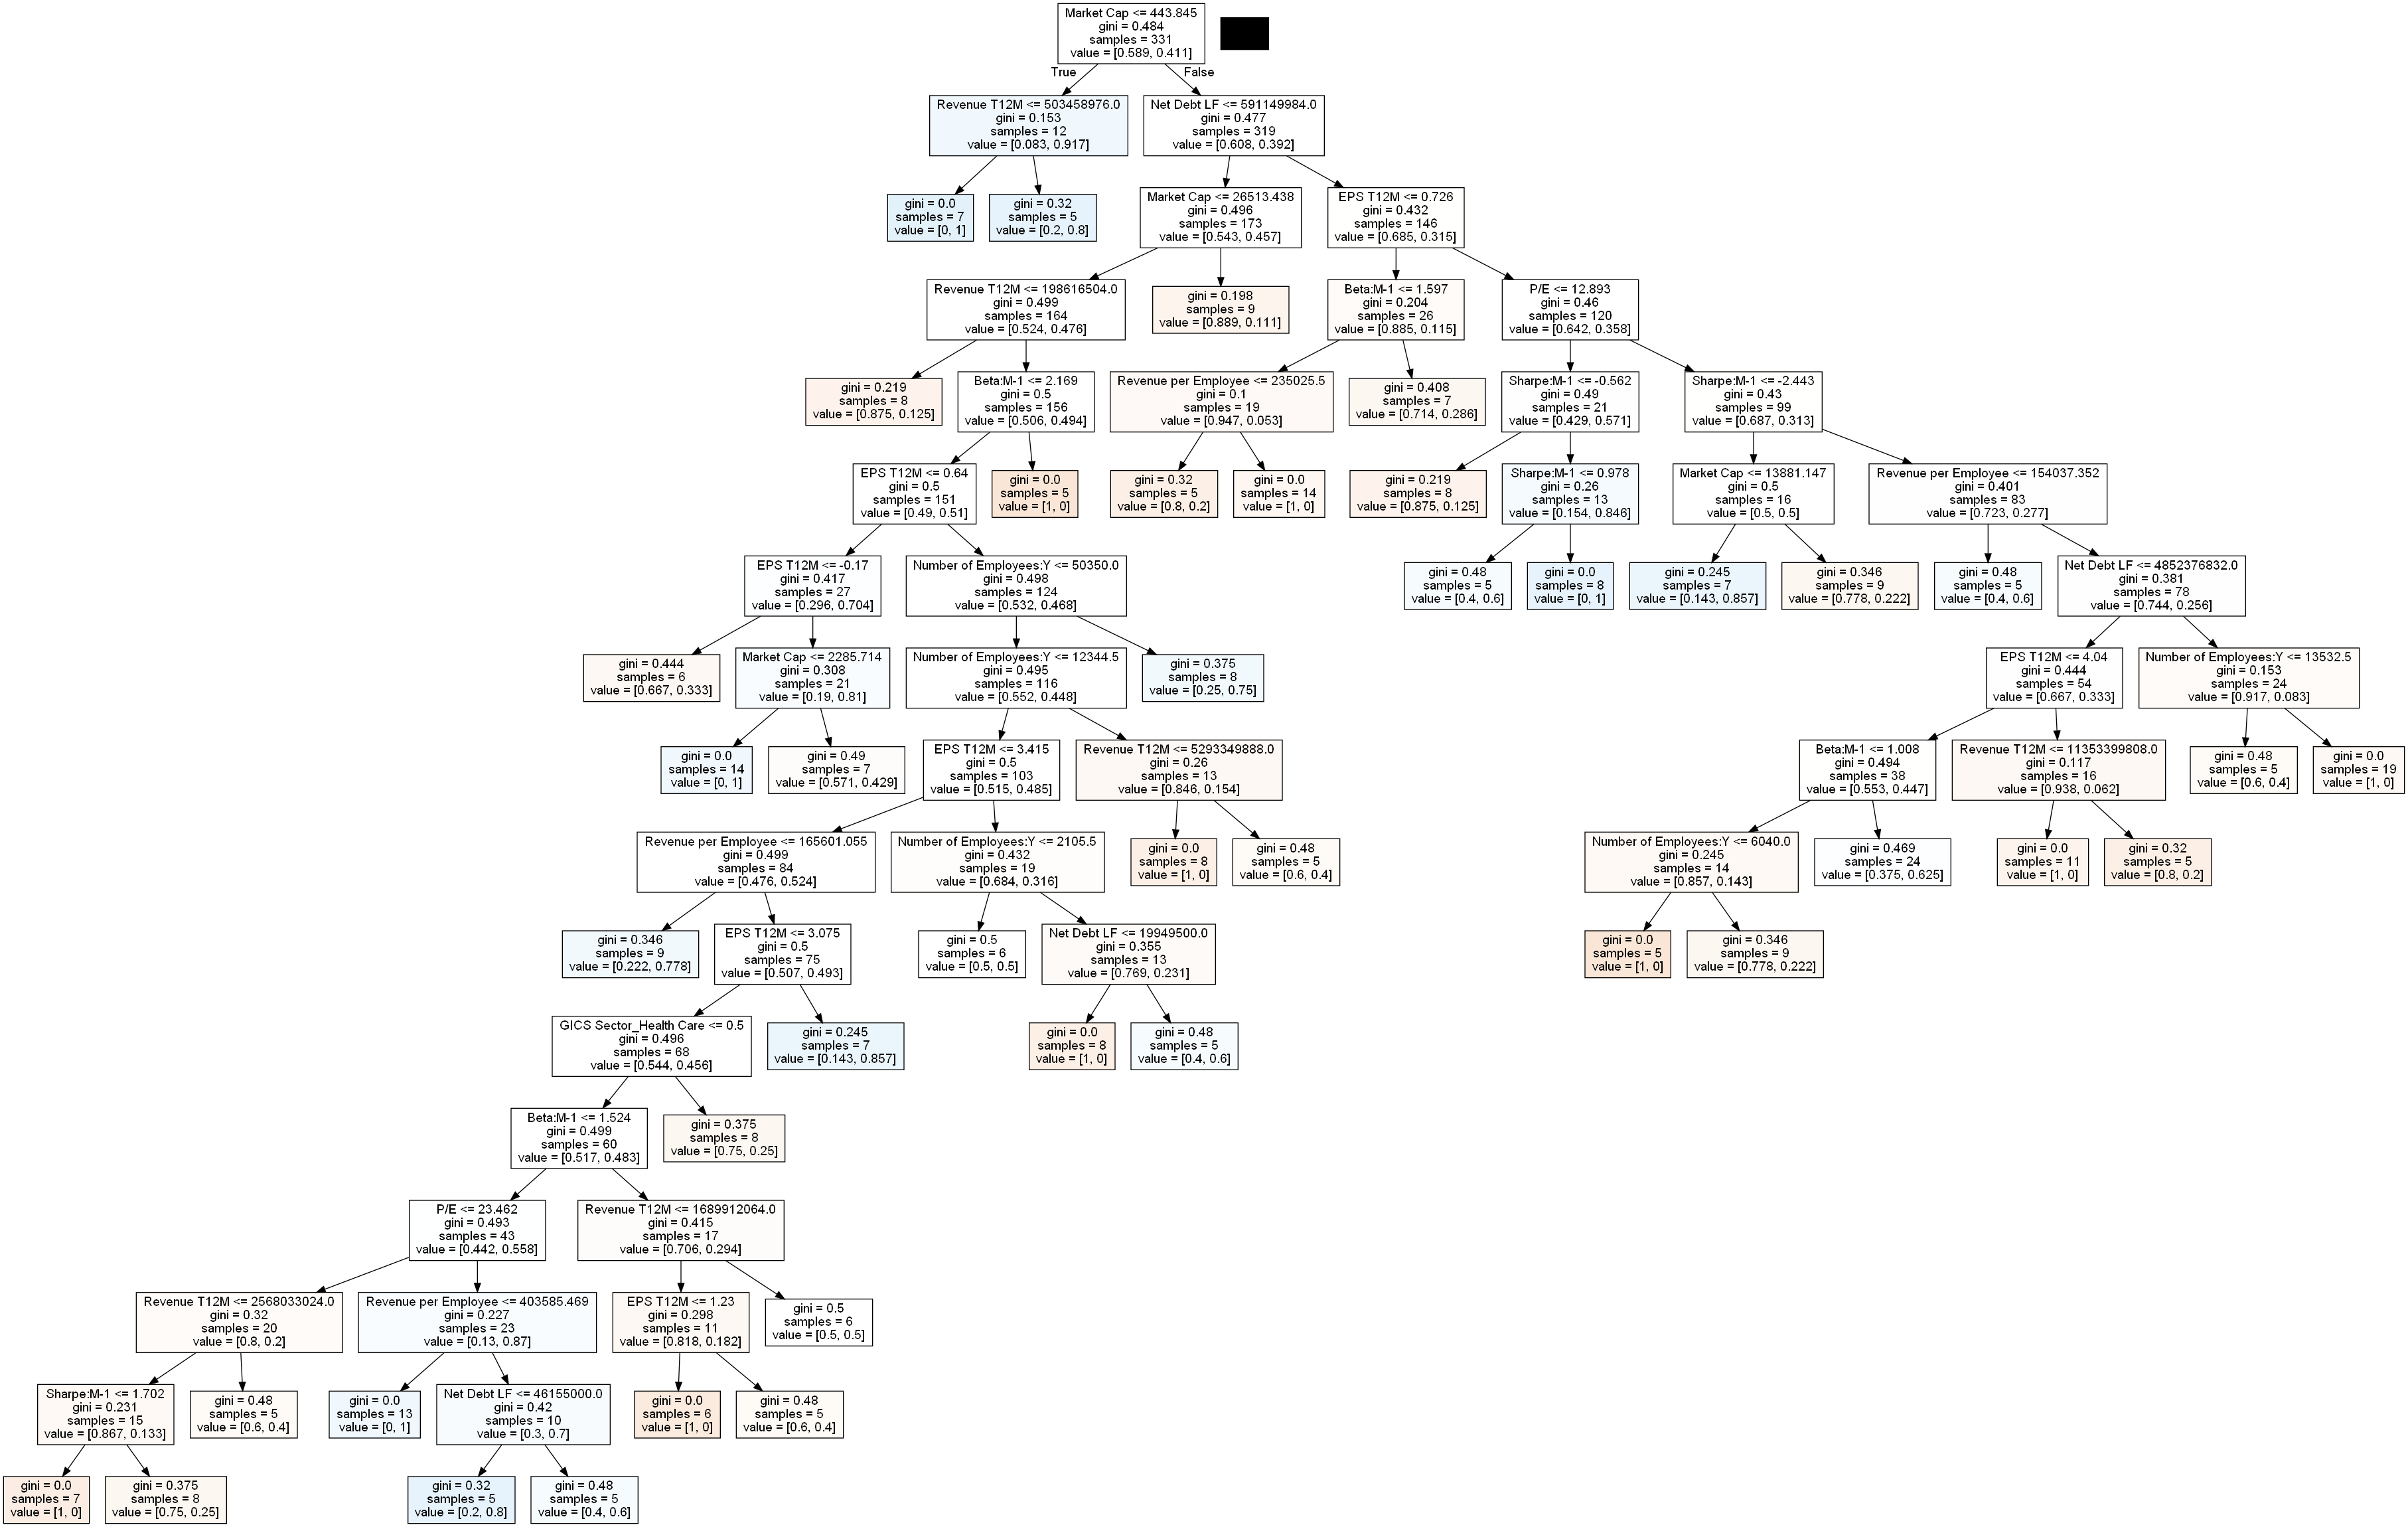 Market Cap <= 443.845
gini = 0.484
samples = 331
value = [0.589, 0.411]
True
False
Revenue T12M <= 503458976.0
gini = 0.153
samples = 12
value = [0.083, 0.917]
Net Debt LF <= 591149984.0
gini = 0.477
samples = 319
value = [0.608, 0.392]
gini = 0.0
samples = 7
value = [0, 1]
gini = 0.32
samples = 5
value = [0.2, 0.8]
Market Cap <= 26513.438
gini = 0.496
samples = 173
value = [0.543, 0.457]
EPS T12M <= 0.726
gini = 0.432
samples = 146
value = [0.685, 0.315]
Revenue T12M <= 198616504.0
gini = 0.499
samples = 164
value = [0.524, 0.476]
gini = 0.198
samples = 9
value = [0.889, 0.111]
Beta:M-1 <= 1.597
gini = 0.204
samples = 26
value = [0.885, 0.115]
P/E <= 12.893
gini = 0.46
samples = 120
value = [0.642, 0.358]
gini = 0.219
samples = 8
value = [0.875, 0.125]
Beta:M-1 <= 2.169
gini = 0.5
samples = 156
value = [0.506, 0.494]
Revenue per Employee <= 235025.5
gini = 0.1
samples = 19
value = [0.947, 0.053]
gini = 0.408
samples = 7
value = [0.714, 0.286]
Sharpe:M-1 <= -0.562
gini = 0.49
samples = 21
value = [0.429, 0.571]
Sharpe:M-1 <= -2.443
gini = 0.43
samples = 99
value = [0.687, 0.313]
EPS T12M <= 0.64
gini = 0.5
samples = 151
value = [0.49, 0.51]
gini = 0.0
samples = 5
value = [1, 0]
gini = 0.32
samples = 5
value = [0.8, 0.2]
gini = 0.0
samples = 14
value = [1, 0]
gini = 0.219
samples = 8
value = [0.875, 0.125]
Sharpe:M-1 <= 0.978
gini = 0.26
samples = 13
value = [0.154, 0.846]
Market Cap <= 13881.147
gini = 0.5
samples = 16
value = [0.5, 0.5]
Revenue per Employee <= 154037.352
gini = 0.401
samples = 83
value = [0.723, 0.277]
EPS T12M <= -0.17
gini = 0.417
samples = 27
value = [0.296, 0.704]
Number of Employees:Y <= 50350.0
gini = 0.498
samples = 124
value = [0.532, 0.468]
gini = 0.48
samples = 5
value = [0.4, 0.6]
gini = 0.0
samples = 8
value = [0, 1]
gini = 0.245
samples = 7
value = [0.143, 0.857]
gini = 0.346
samples = 9
value = [0.778, 0.222]
gini = 0.48
samples = 5
value = [0.4, 0.6]
Net Debt LF <= 4852376832.0
gini = 0.381
samples = 78
value = [0.744, 0.256]
gini = 0.444
samples = 6
value = [0.667, 0.333]
Market Cap <= 2285.714
gini = 0.308
samples = 21
value = [0.19, 0.81]
Number of Employees:Y <= 12344.5
gini = 0.495
samples = 116
value = [0.552, 0.448]
gini = 0.375
samples = 8
value = [0.25, 0.75]
EPS T12M <= 4.04
gini = 0.444
samples = 54
value = [0.667, 0.333]
Number of Employees:Y <= 13532.5
gini = 0.153
samples = 24
value = [0.917, 0.083]
gini = 0.0
samples = 14
value = [0, 1]
gini = 0.49
samples = 7
value = [0.571, 0.429]
EPS T12M <= 3.415
gini = 0.5
samples = 103
value = [0.515, 0.485]
Revenue T12M <= 5293349888.0
gini = 0.26
samples = 13
value = [0.846, 0.154]
Beta:M-1 <= 1.008
gini = 0.494
samples = 38
value = [0.553, 0.447]
Revenue T12M <= 11353399808.0
gini = 0.117
samples = 16
value = [0.938, 0.062]
gini = 0.48
samples = 5
value = [0.6, 0.4]
gini = 0.0
samples = 19
value = [1, 0]
Revenue per Employee <= 165601.055
gini = 0.499
samples = 84
value = [0.476, 0.524]
Number of Employees:Y <= 2105.5
gini = 0.432
samples = 19
value = [0.684, 0.316]
gini = 0.0
samples = 8
value = [1, 0]
gini = 0.48
samples = 5
value = [0.6, 0.4]
Number of Employees:Y <= 6040.0
gini = 0.245
samples = 14
value = [0.857, 0.143]
gini = 0.469
samples = 24
value = [0.375, 0.625]
gini = 0.0
samples = 11
value = [1, 0]
gini = 0.32
samples = 5
value = [0.8, 0.2]
gini = 0.346
samples = 9
value = [0.222, 0.778]
EPS T12M <= 3.075
gini = 0.5
samples = 75
value = [0.507, 0.493]
gini = 0.5
samples = 6
value = [0.5, 0.5]
Net Debt LF <= 19949500.0
gini = 0.355
samples = 13
value = [0.769, 0.231]
gini = 0.0
samples = 5
value = [1, 0]
gini = 0.346
samples = 9
value = [0.778, 0.222]
GICS Sector_Health Care <= 0.5
gini = 0.496
samples = 68
value = [0.544, 0.456]
gini = 0.245
samples = 7
value = [0.143, 0.857]
gini = 0.0
samples = 8
value = [1, 0]
gini = 0.48
samples = 5
value = [0.4, 0.6]
Beta:M-1 <= 1.524
gini = 0.499
samples = 60
value = [0.517, 0.483]
gini = 0.375
samples = 8
value = [0.75, 0.25]
P/E <= 23.462
gini = 0.493
samples = 43
value = [0.442, 0.558]
Revenue T12M <= 1689912064.0
gini = 0.415
samples = 17
value = [0.706, 0.294]
Revenue T12M <= 2568033024.0
gini = 0.32
samples = 20
value = [0.8, 0.2]
Revenue per Employee <= 403585.469
gini = 0.227
samples = 23
value = [0.13, 0.87]
EPS T12M <= 1.23
gini = 0.298
samples = 11
value = [0.818, 0.182]
gini = 0.5
samples = 6
value = [0.5, 0.5]
Sharpe:M-1 <= 1.702
gini = 0.231
samples = 15
value = [0.867, 0.133]
gini = 0.48
samples = 5
value = [0.6, 0.4]
gini = 0.0
samples = 13
value = [0, 1]
Net Debt LF <= 46155000.0
gini = 0.42
samples = 10
value = [0.3, 0.7]
gini = 0.0
samples = 6
value = [1, 0]
gini = 0.48
samples = 5
value = [0.6, 0.4]
gini = 0.0
samples = 7
value = [1, 0]
gini = 0.375
samples = 8
value = [0.75, 0.25]
gini = 0.32
samples = 5
value = [0.2, 0.8]
gini = 0.48
samples = 5
value = [0.4, 0.6]